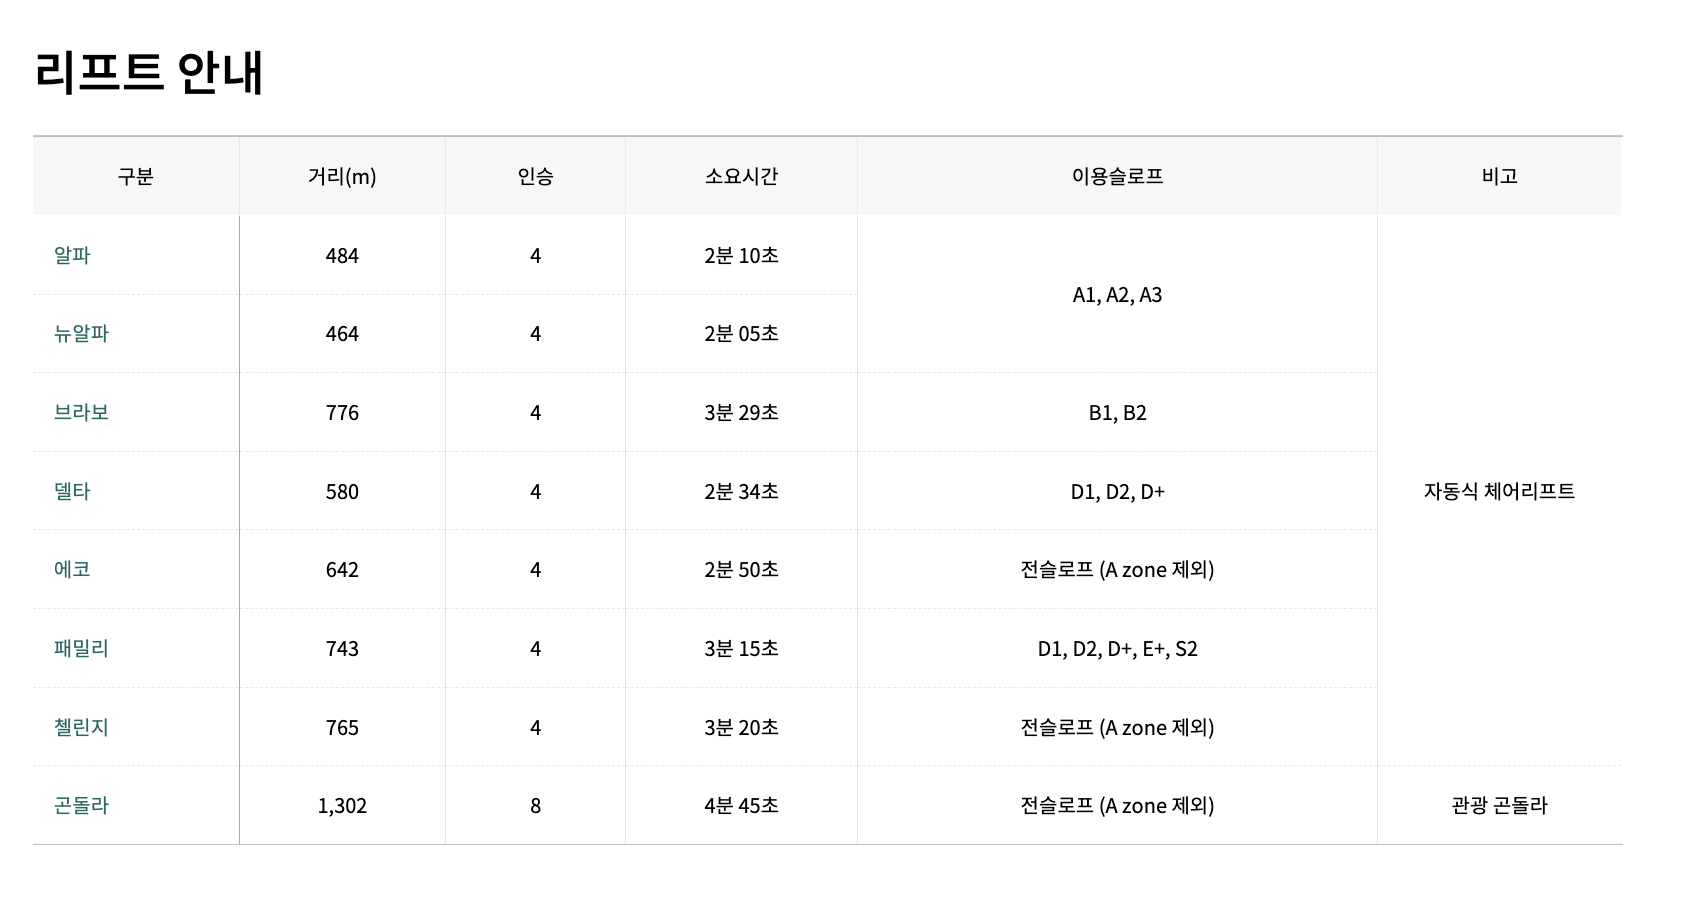 리프트 안내
구분 거리(m) 인승 소요시간 이용슬로프 비고
알파 484 4 2분 10초 A1, A2, A3
뉴알파 464 4 2분 05초
브라보 776 4 3분 29초 B1, B2
델타 580 4 2분 34초 D1, D2, D+ 자동식 체어리프트
에코 642 4 2분 50초 전슬로프 (A zone 제외)
패밀리 743 4 3분 15초 D1, D2, D+, E+, S2
첼린지 765 4 3분 20초 전슬로프 (A zone 제외)
곤돌라 1,302 8 4분 45초 전슬로프 (A zone 제외) 관광 곤돌라